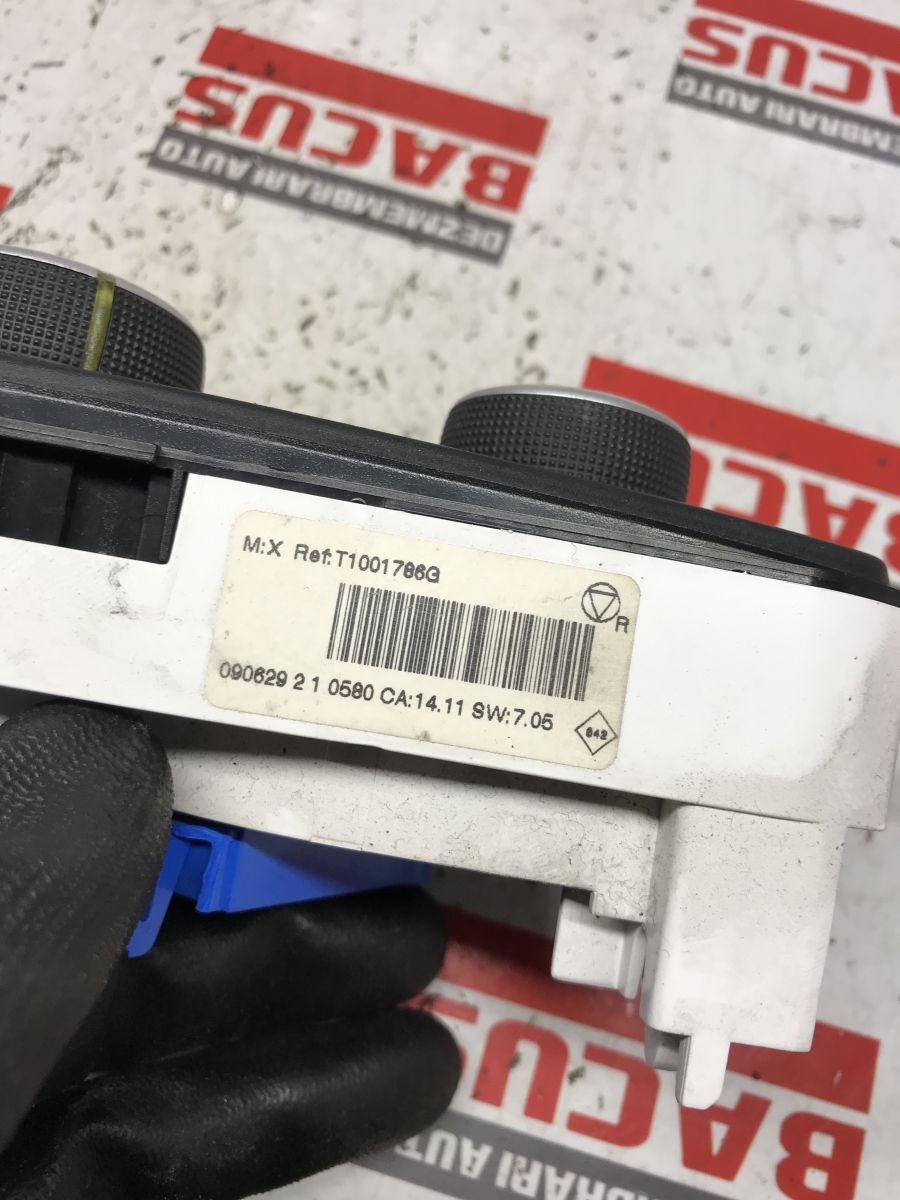 BACUS
DEZMEMBRARI AUTO
BACUS
DEZMEMBRARI AUTO
BACUS
M:X Ref:T1001786G
R
090629 2 1 0580 CA:14.11 SW:7.05
842
BACUS
DEZMEMBRARI AUTO